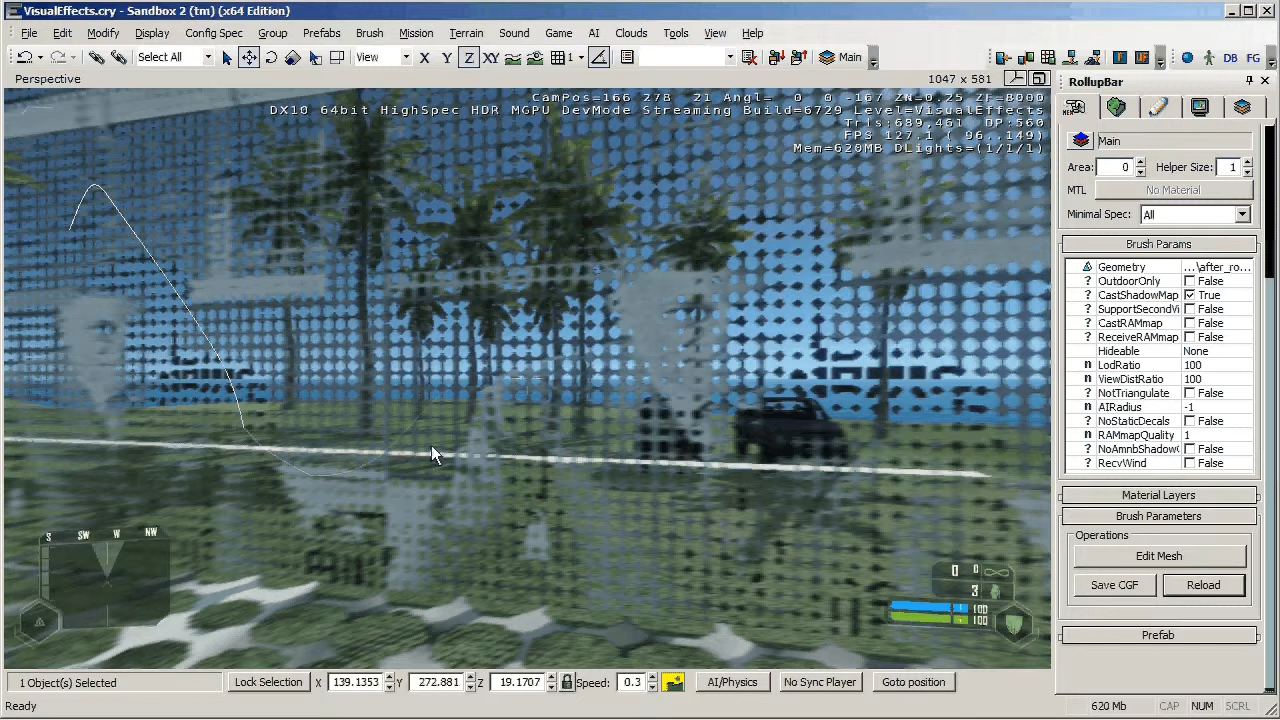 VisualEffects.cry - Sandbox 2 (tm) (x64 Edition)
File Edit Modify Display Config Spec Group Prefabs Brush Mission Terrain Sound Game AI Clouds Tools View Help
Select All View X Y Z XY 1 Main DB FG
Perspective 1047 x 581
CamPos=166 278 21 Angl= 0 0 -167 ZN=0.25 ZF=8000
DX10 64bit HighSpec HDR MGPU DevMode Streaming Build=6729 Level=VisualEffects
Tris:689,461 DP:560
FPS 127.1 ( 96..149)
Mem=620MB DLights=(1/1/1)
S SW W NW
0 0
3
100
100
RollupBar
Main
Area: 0 Helper Size: 1
MTL No Material
Minimal Spec: All
Brush Params
Geometry ...\after_ro...
OutdoorOnly False
CastShadowMap True
SupportSecondVi False
CastRAMmap False
ReceiveRAMmap False
Hideable None
LodRatio 100
ViewDistRatio 100
NotTriangulate False
AIRadius -1
NoStaticDecals False
RAMmapQuality 1
NoAmnbShadow False
RecvWind False
Material Layers
Brush Parameters
Operations
Edit Mesh
Save CGF Reload
Prefab
1 Object(s) Selected Lock Selection X 139.1353 Y 272.881 Z 19.1707 Speed: 0.3 AI/Physics No Sync Player Goto position
Ready 620 Mb CAP NUM SCRL